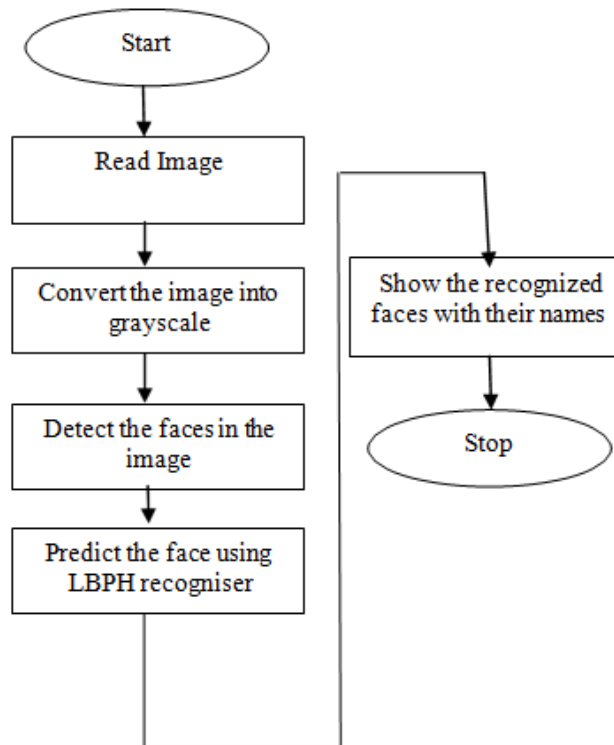 Start
Read Image
Convert the image into
grayscale
Detect the faces in the
image
Predict the face using
LBPH recogniser
Show the recognized
faces with their names
Stop